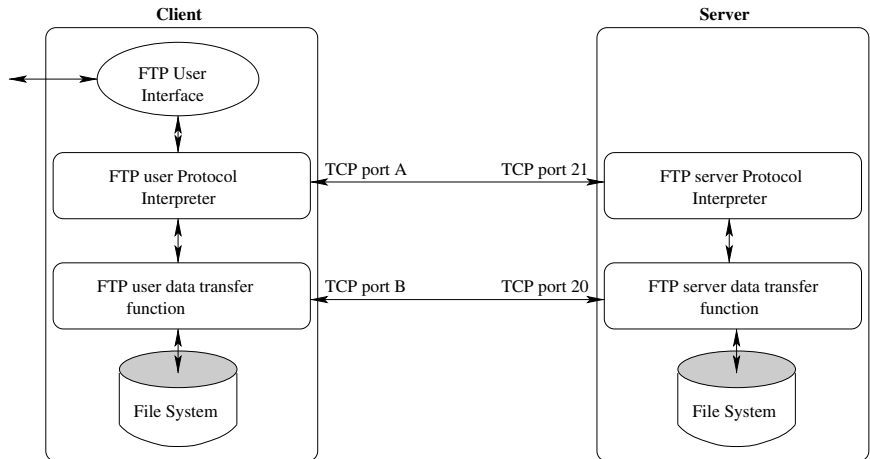 Client
Server
FTP User
Interface
FTP user Protocol
Interpreter
TCP port A
TCP port 21
FTP server Protocol
Interpreter
FTP user data transfer
function
TCP port B
TCP port 20
FTP server data transfer
function
File System
File System